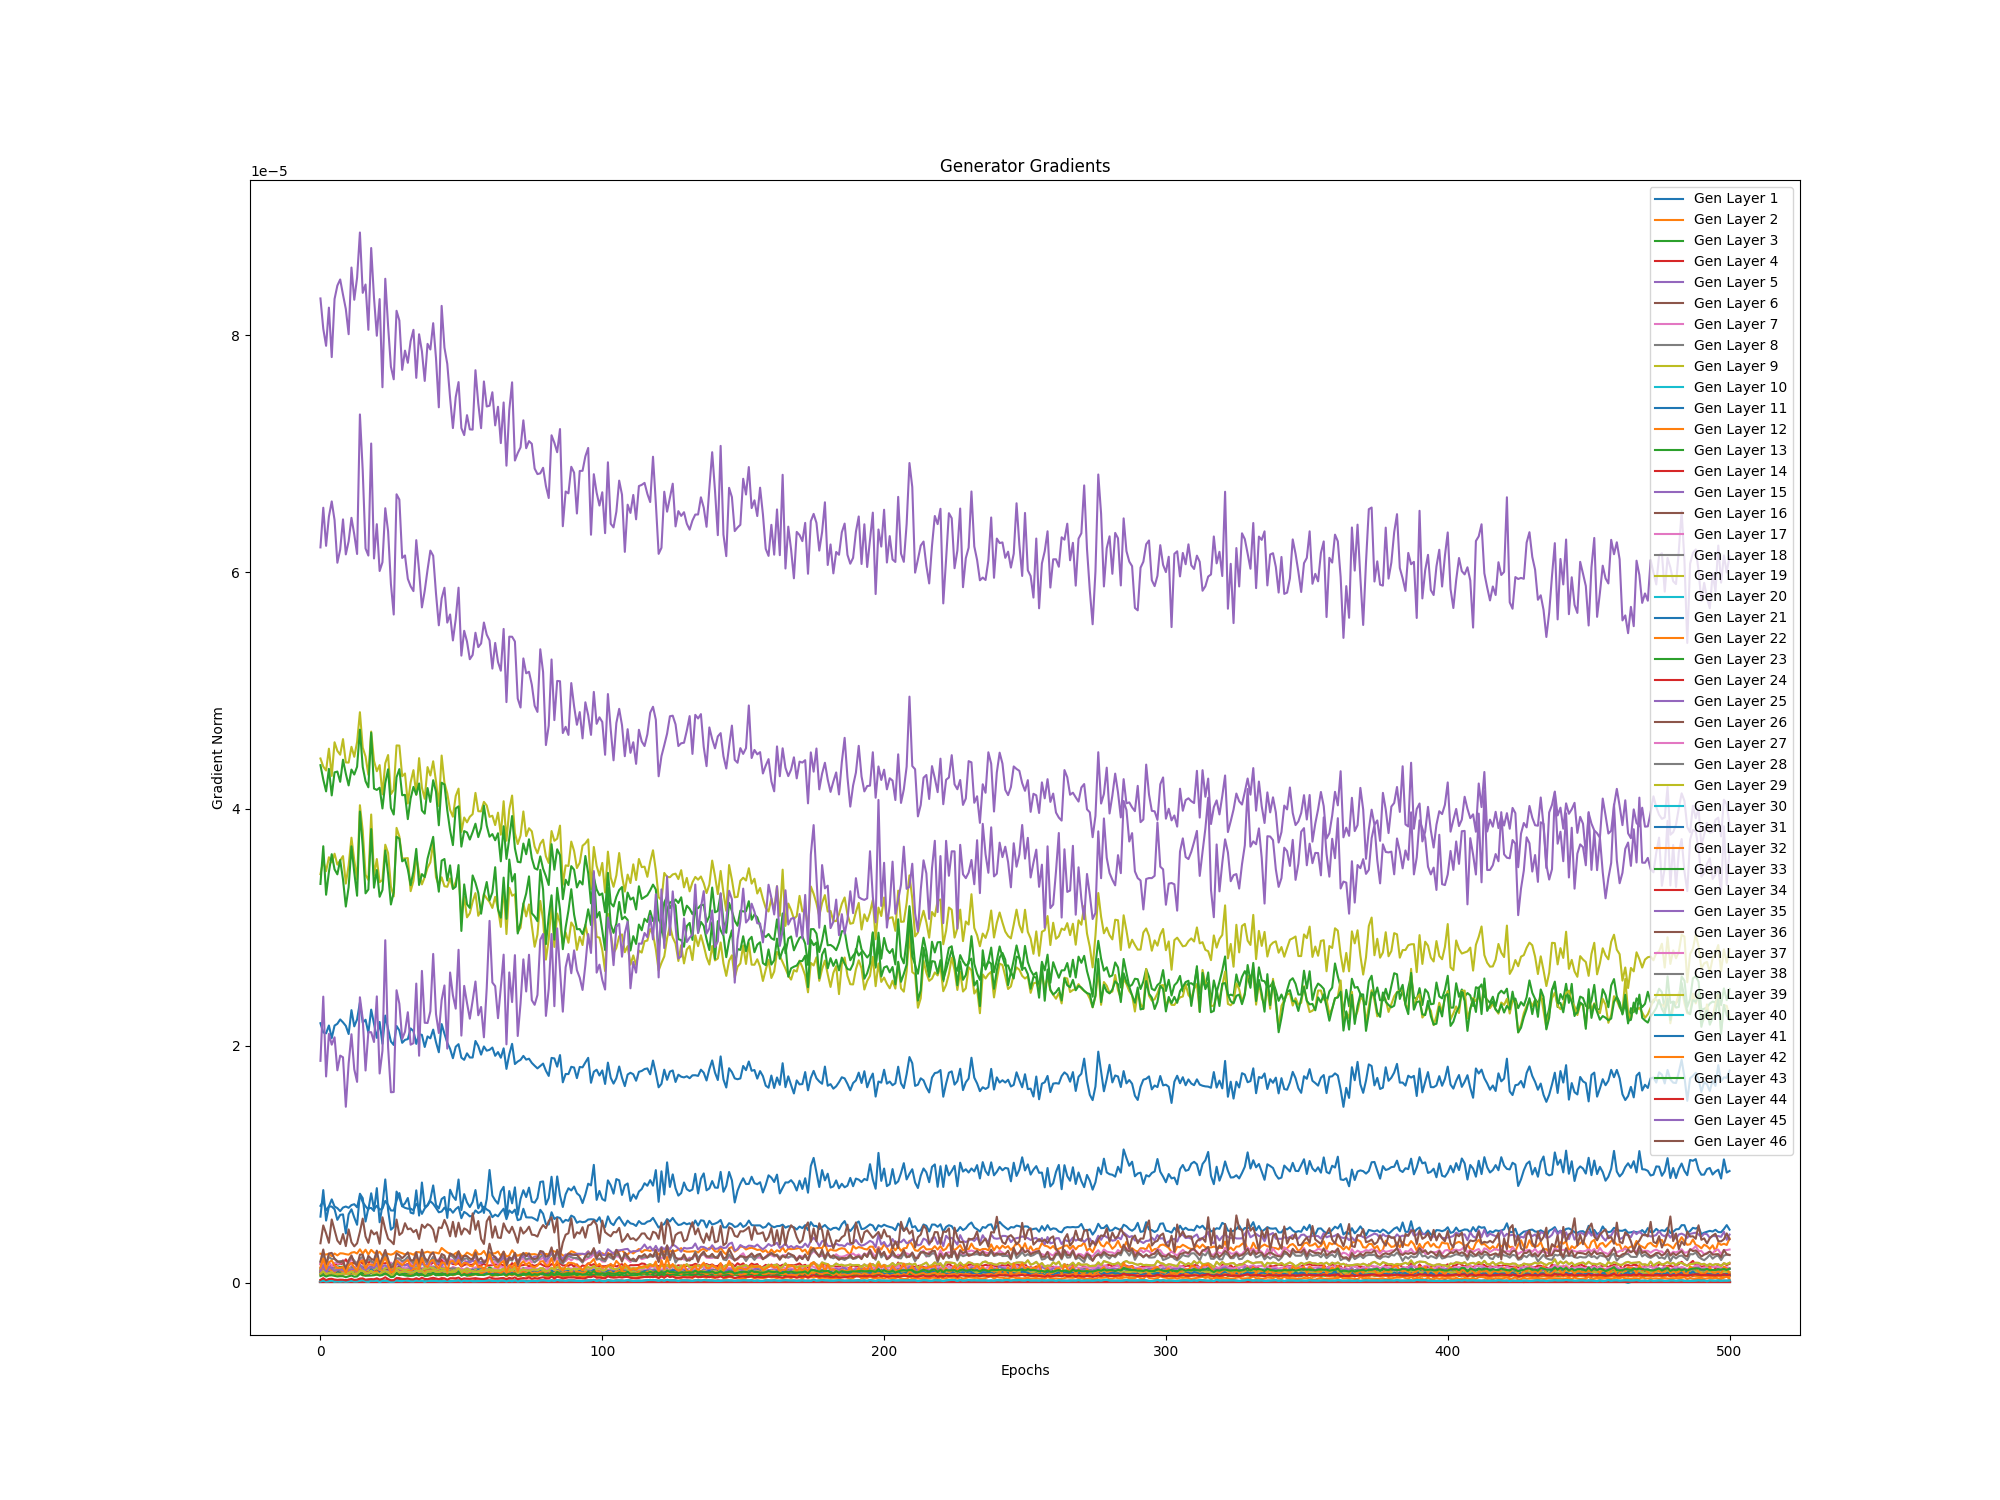 Generator Gradients
1e−5
8
6
4
2
0
Gradient Norm
0 100 200 300 400 500
Epochs
Gen Layer 1
Gen Layer 2
Gen Layer 3
Gen Layer 4
Gen Layer 5
Gen Layer 6
Gen Layer 7
Gen Layer 8
Gen Layer 9
Gen Layer 10
Gen Layer 11
Gen Layer 12
Gen Layer 13
Gen Layer 14
Gen Layer 15
Gen Layer 16
Gen Layer 17
Gen Layer 18
Gen Layer 19
Gen Layer 20
Gen Layer 21
Gen Layer 22
Gen Layer 23
Gen Layer 24
Gen Layer 25
Gen Layer 26
Gen Layer 27
Gen Layer 28
Gen Layer 29
Gen Layer 30
Gen Layer 31
Gen Layer 32
Gen Layer 33
Gen Layer 34
Gen Layer 35
Gen Layer 36
Gen Layer 37
Gen Layer 38
Gen Layer 39
Gen Layer 40
Gen Layer 41
Gen Layer 42
Gen Layer 43
Gen Layer 44
Gen Layer 45
Gen Layer 46